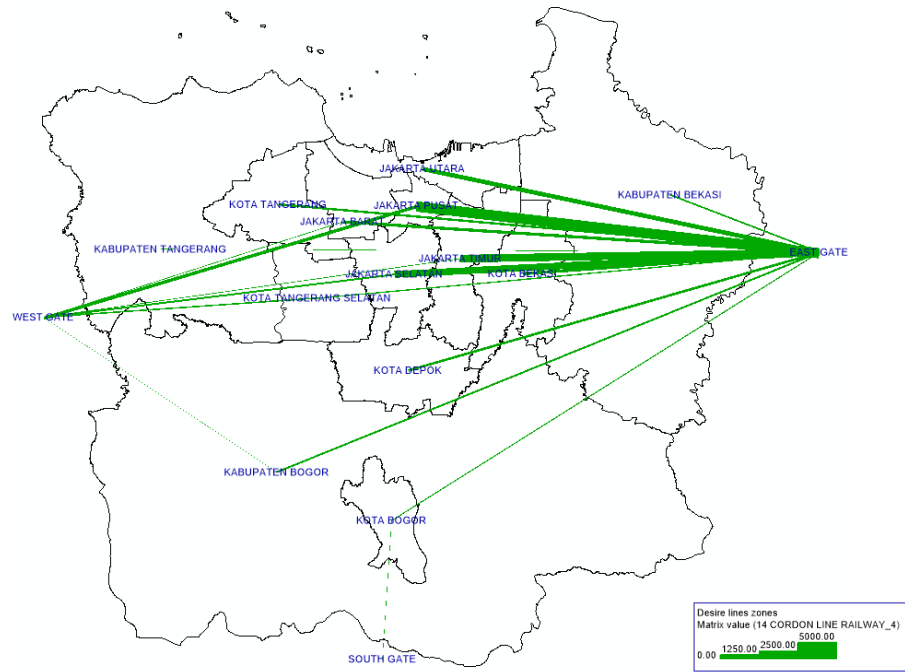 JAKARTA UTARA
KABUPATEN BEKASI
KOTA TANGERANG
JAKARTA PUSAT
JAKARTA BARAT
KABUPATEN TANGERANG
EAST GATE
JAKARTA TIMUR
JAKARTA SELATAN
KOTA BEKASI
KOTA TANGERANG SELATAN
WEST GATE
KOTA DEPOK
KABUPATEN BOGOR
KOTA BOGOR
SOUTH GATE
Desire lines zones
Matrix value (14 CORDON LINE RAILWAY_4)
0.00 1250.00 2500.00 5000.00